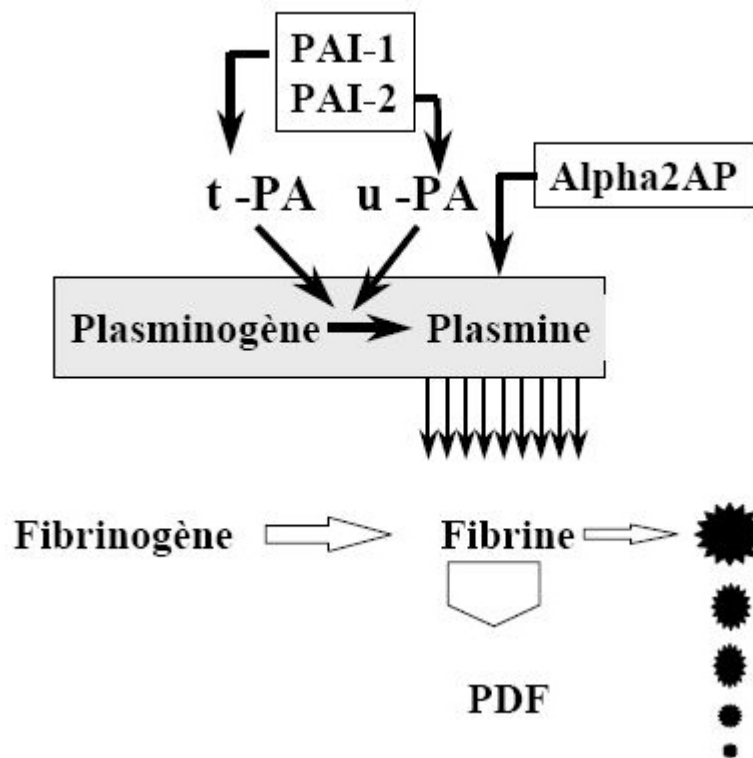 PAI-1
PAI-2
Alpha2AP
t -PA u -PA
Plasminogène Plasmine
Fibrinogène Fibrine
PDF